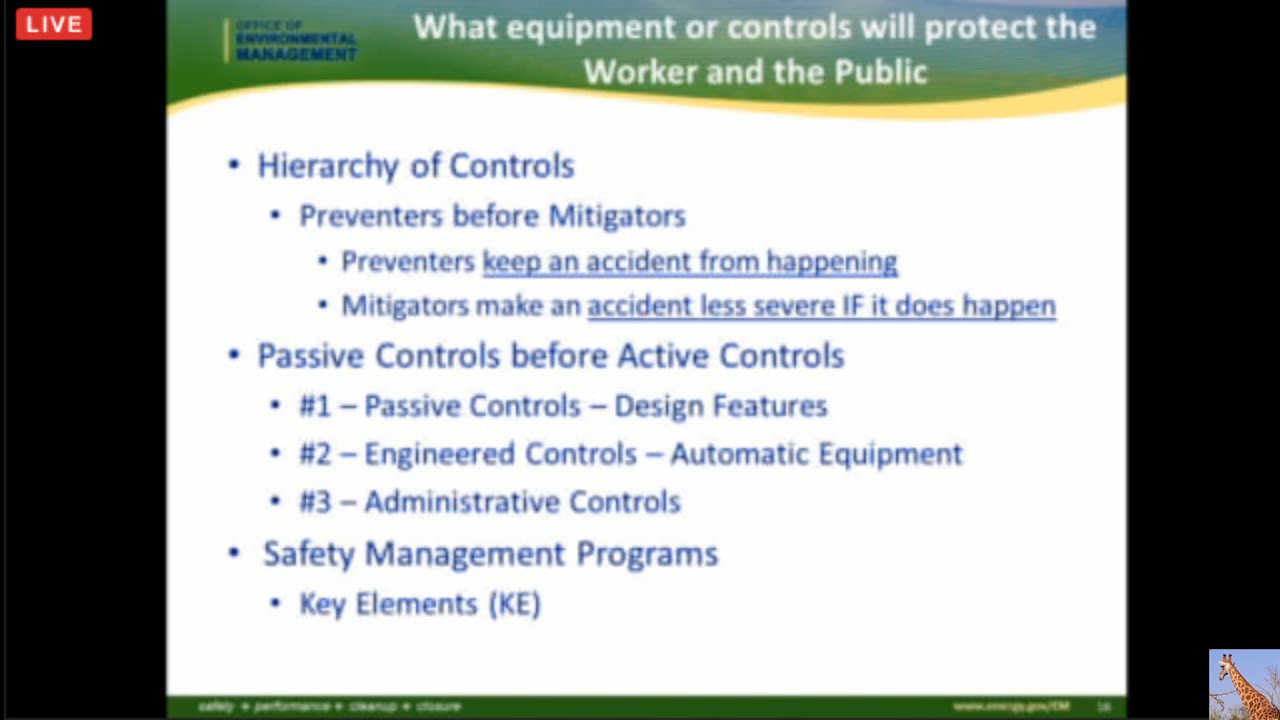 LIVE
OFFICE OF
ENVIRONMENTAL
MANAGEMENT
What equipment or controls will protect the
Worker and the Public
• Hierarchy of Controls
• Preventers before Mitigators
• Preventers keep an accident from happening
• Mitigators make an accident less severe IF it does happen
• Passive Controls before Active Controls
• #1 – Passive Controls – Design Features
• #2 – Engineered Controls – Automatic Equipment
• #3 – Administrative Controls
• Safety Management Programs
• Key Elements (KE)
safely + performance + cleanup + closure
www.energy.gov/EM 16